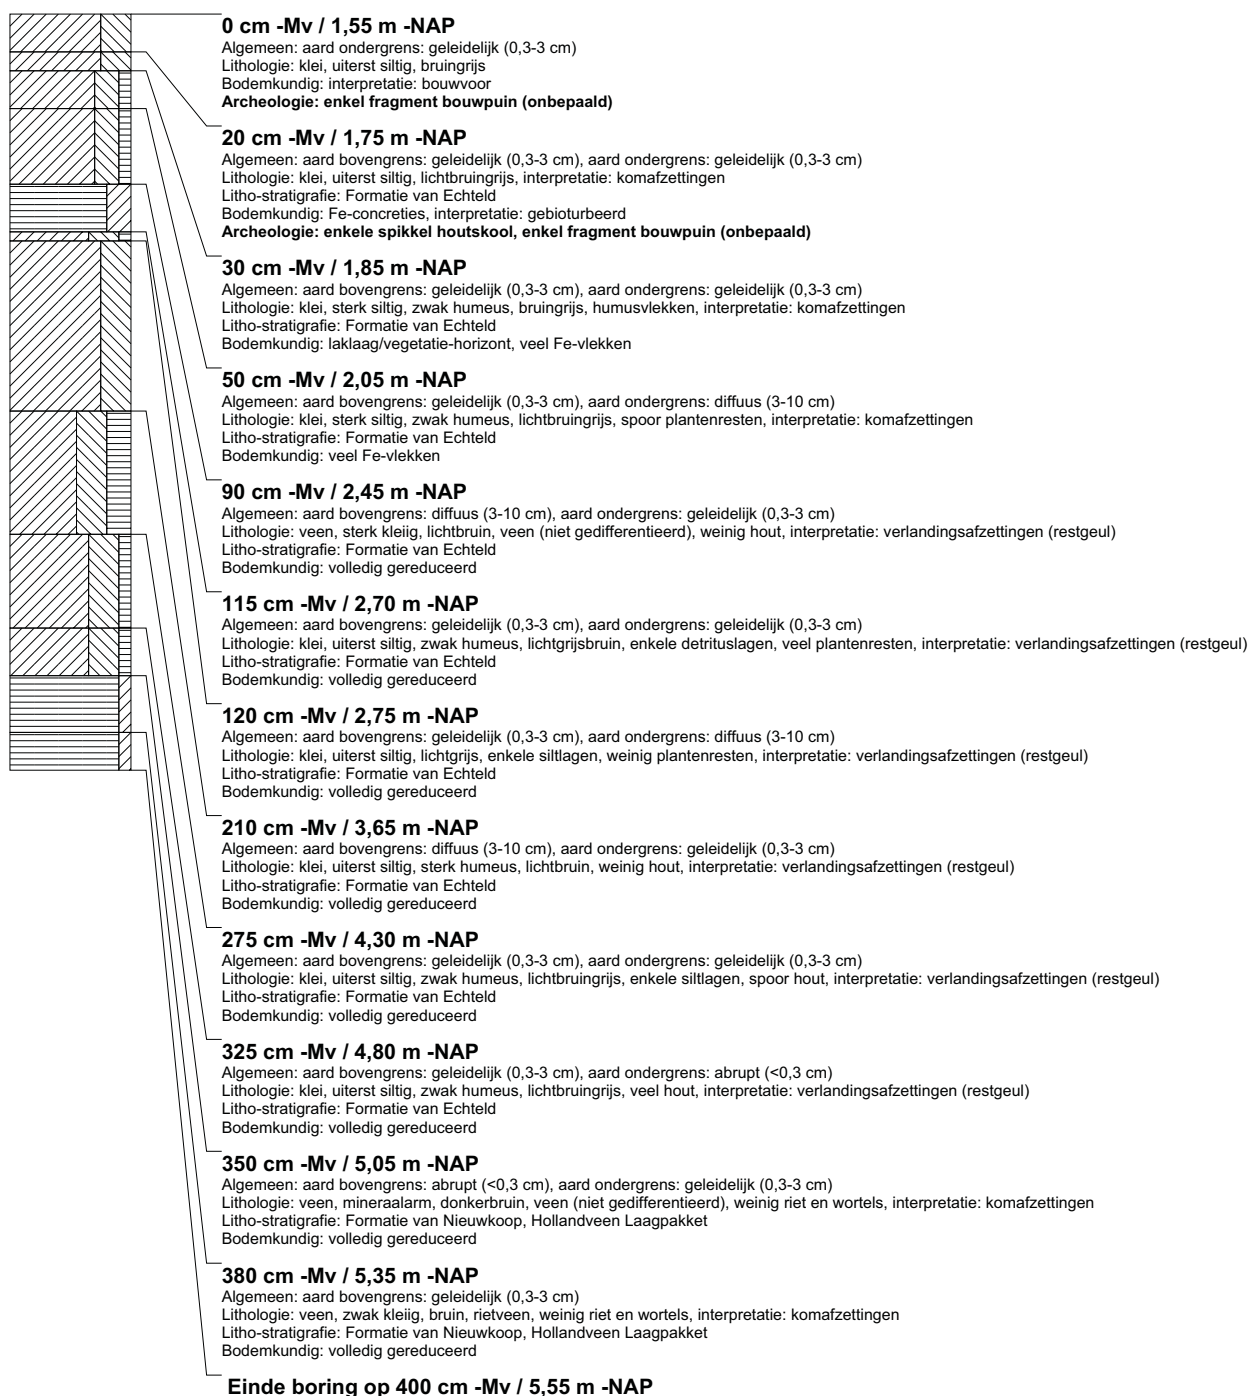 0 cm -Mv / 1,55 m -NAP
Algemeen: aard ondergrens: geleidelijk (0,3-3 cm)
Lithologie: klei, uiterst siltig, bruingrijs
Bodemkundig: interpretatie: bouwvoor
Archeologie: enkel fragment bouwpuin (onbepaald)
20 cm -Mv / 1,75 m -NAP
Algemeen: aard bovengrens: geleidelijk (0,3-3 cm), aard ondergrens: geleidelijk (0,3-3 cm)
Lithologie: klei, uiterst siltig, lichtbruingrijs, interpretatie: komafzettingen
Litho-stratigrafie: Formatie van Echteld
Bodemkundig: Fe-concreties, interpretatie: gebioturbeerd
Archeologie: enkele spikkel houtskool, enkel fragment bouwpuin (onbepaald)
30 cm -Mv / 1,85 m -NAP
Algemeen: aard bovengrens: geleidelijk (0,3-3 cm), aard ondergrens: geleidelijk (0,3-3 cm)
Lithologie: klei, sterk siltig, zwak humeus, bruingrijs, humusvlekken, interpretatie: komafzettingen
Litho-stratigrafie: Formatie van Echteld
Bodemkundig: laklaag/vegetatie-horizont, veel Fe-vlekken
50 cm -Mv / 2,05 m -NAP
Algemeen: aard bovengrens: geleidelijk (0,3-3 cm), aard ondergrens: diffuus (3-10 cm)
Lithologie: klei, sterk siltig, zwak humeus, lichtbruingrijs, spoor plantenresten, interpretatie: komafzettingen
Litho-stratigrafie: Formatie van Echteld
Bodemkundig: veel Fe-vlekken
90 cm -Mv / 2,45 m -NAP
Algemeen: aard bovengrens: diffuus (3-10 cm), aard ondergrens: geleidelijk (0,3-3 cm)
Lithologie: veen, sterk kleiig, lichtbruin, veen (niet gedifferentieerd), weinig hout, interpretatie: verlandingsafzettingen (restgeul)
Litho-stratigrafie: Formatie van Echteld
Bodemkundig: volledig gereduceerd
115 cm -Mv / 2,70 m -NAP
Algemeen: aard bovengrens: geleidelijk (0,3-3 cm), aard ondergrens: geleidelijk (0,3-3 cm)
Lithologie: klei, uiterst siltig, zwak humeus, lichtgrijsbruin, enkele detrituslagen, veel plantenresten, interpretatie: verlandingsafzettingen (restgeul)
Litho-stratigrafie: Formatie van Echteld
Bodemkundig: volledig gereduceerd
120 cm -Mv / 2,75 m -NAP
Algemeen: aard bovengrens: geleidelijk (0,3-3 cm), aard ondergrens: diffuus (3-10 cm)
Lithologie: klei, uiterst siltig, lichtgrijs, enkele siltlagen, weinig plantenresten, interpretatie: verlandingsafzettingen (restgeul)
Litho-stratigrafie: Formatie van Echteld
Bodemkundig: volledig gereduceerd
210 cm -Mv / 3,65 m -NAP
Algemeen: aard bovengrens: diffuus (3-10 cm), aard ondergrens: geleidelijk (0,3-3 cm)
Lithologie: klei, uiterst siltig, sterk humeus, lichtbruin, weinig hout, interpretatie: verlandingsafzettingen (restgeul)
Litho-stratigrafie: Formatie van Echteld
Bodemkundig: volledig gereduceerd
275 cm -Mv / 4,30 m -NAP
Algemeen: aard bovengrens: geleidelijk (0,3-3 cm), aard ondergrens: geleidelijk (0,3-3 cm)
Lithologie: klei, uiterst siltig, zwak humeus, lichtbruingrijs, enkele siltlagen, spoor hout, interpretatie: verlandingsafzettingen (restgeul)
Litho-stratigrafie: Formatie van Echteld
Bodemkundig: volledig gereduceerd
325 cm -Mv / 4,80 m -NAP
Algemeen: aard bovengrens: geleidelijk (0,3-3 cm), aard ondergrens: abrupt (<0,3 cm)
Lithologie: klei, uiterst siltig, zwak humeus, lichtbruingrijs, veel hout, interpretatie: verlandingsafzettingen (restgeul)
Litho-stratigrafie: Formatie van Echteld
Bodemkundig: volledig gereduceerd
350 cm -Mv / 5,05 m -NAP
Algemeen: aard bovengrens: abrupt (<0,3 cm), aard ondergrens: geleidelijk (0,3-3 cm)
Lithologie: veen, mineraalarm, donkerbruin, veen (niet gedifferentieerd), weinig riet en wortels, interpretatie: komafzettingen
Litho-stratigrafie: Formatie van Nieuwkoop, Hollandveen Laagpakket
Bodemkundig: volledig gereduceerd
380 cm -Mv / 5,35 m -NAP
Algemeen: aard bovengrens: geleidelijk (0,3-3 cm)
Lithologie: veen, zwak kleiig, bruin, rietveen, weinig riet en wortels, interpretatie: komafzettingen
Litho-stratigrafie: Formatie van Nieuwkoop, Hollandveen Laagpakket
Bodemkundig: volledig gereduceerd
Einde boring op 400 cm -Mv / 5,55 m -NAP